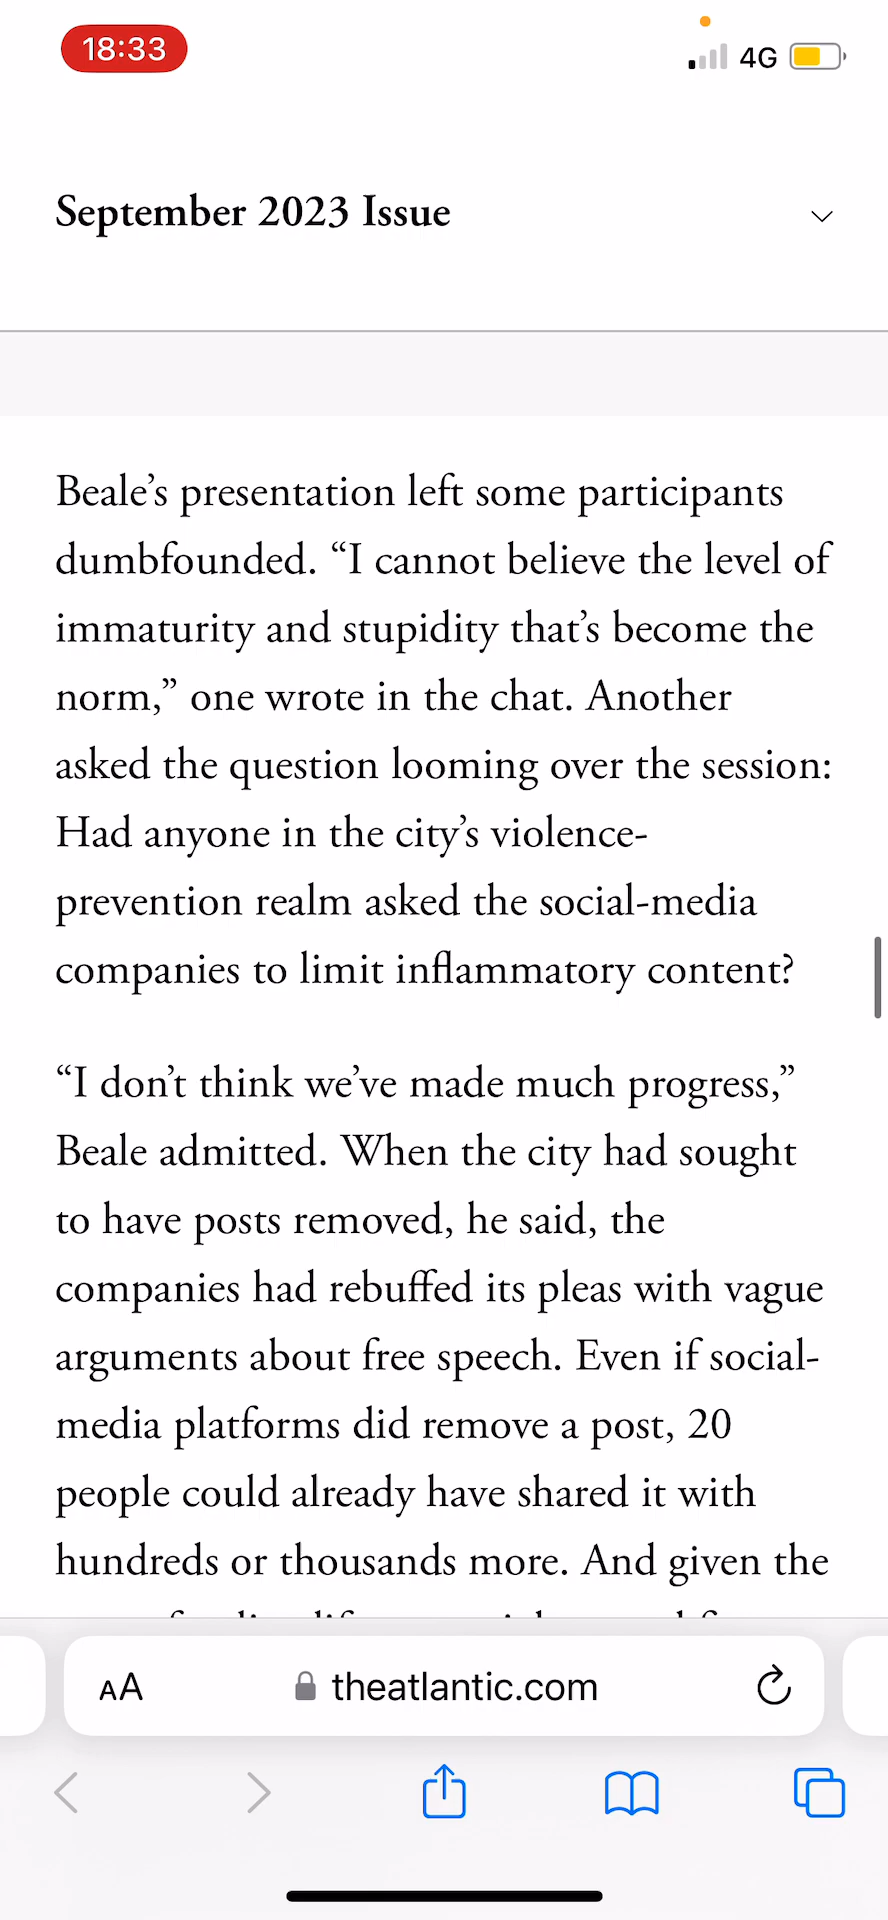 18:33
4G
September 2023 Issue
Beale’s presentation left some participants
dumbfounded. “I cannot believe the level of
immaturity and stupidity that’s become the
norm,” one wrote in the chat. Another
asked the question looming over the session:
Had anyone in the city’s violence-
prevention realm asked the social-media
companies to limit inflammatory content?
“I don’t think we’ve made much progress,”
Beale admitted. When the city had sought
to have posts removed, he said, the
companies had rebuffed its pleas with vague
arguments about free speech. Even if social-
media platforms did remove a post, 20
people could already have shared it with
hundreds or thousands more. And given the
AA
theatlantic.com